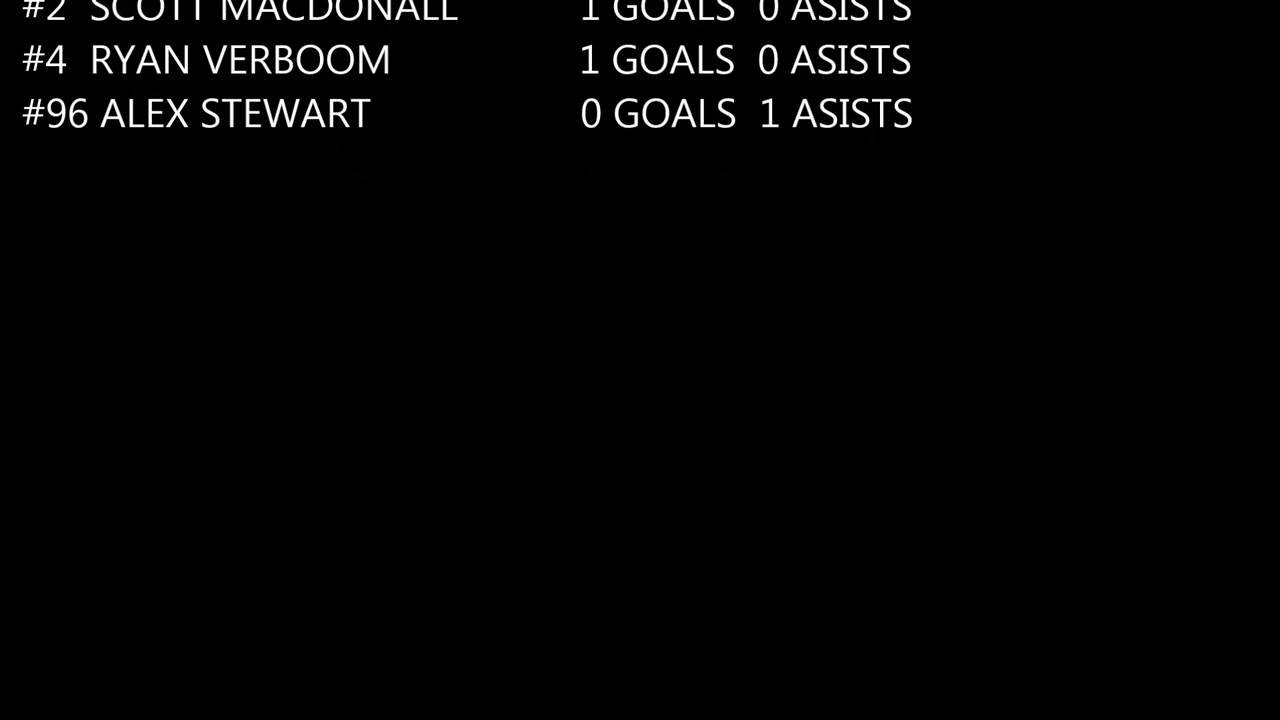 #2 SCOTT MACDONALL 1 GOALS 0 ASISTS
#4 RYAN VERBOOM 1 GOALS 0 ASISTS
#96 ALEX STEWART 0 GOALS 1 ASISTS